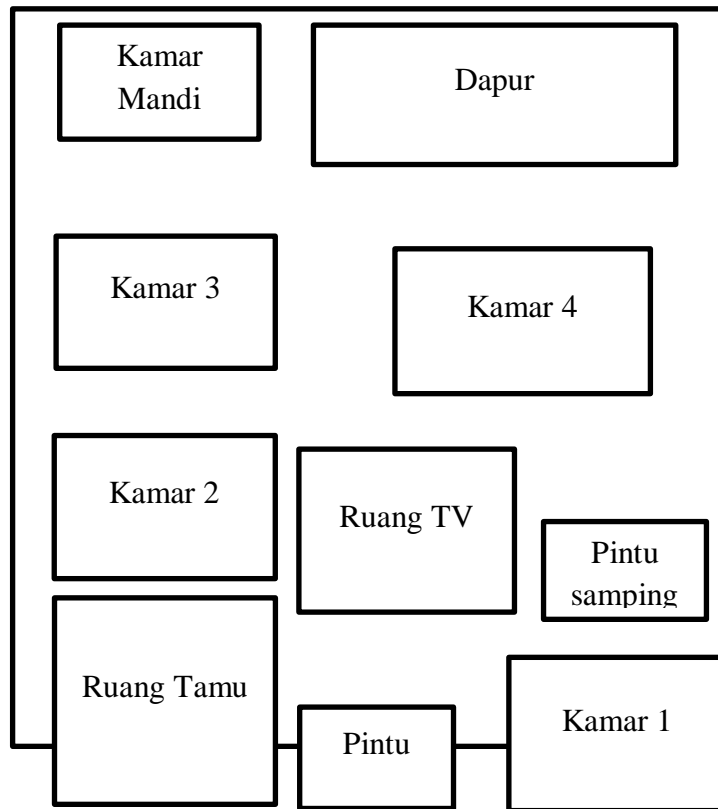 Kamar
Mandi
Dapur
Kamar 3
Kamar 4
Kamar 2
Ruang TV
Pintu
samping
Ruang Tamu
Pintu
Kamar 1